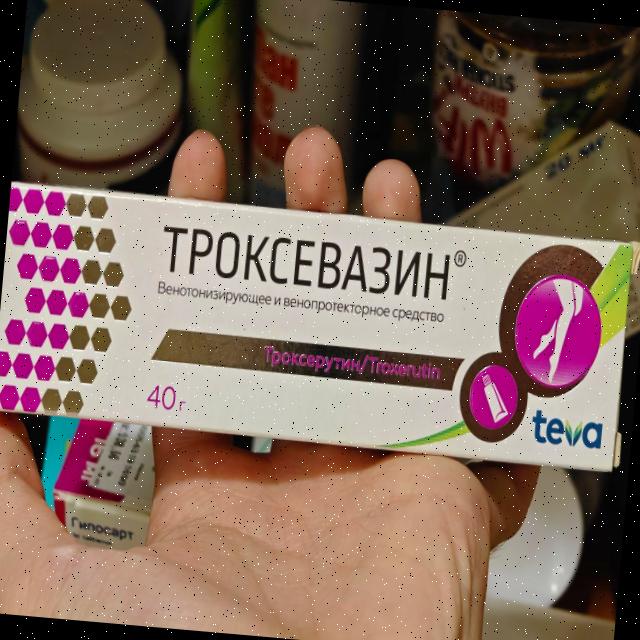 ТРОКСЕВАЗИН®
Венотонизирующее и венопротекторное средство
Троксерутин/Troxerutin
40 г
teva
Гипосарт